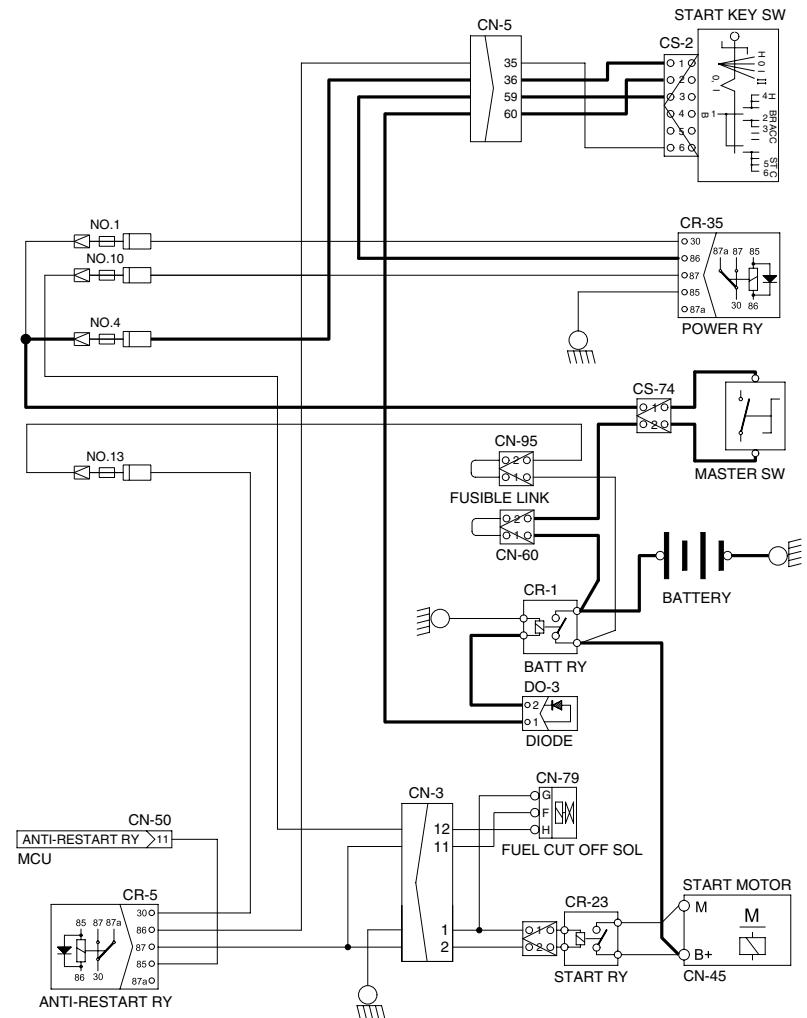 START KEY SW
CN-5
CS-2
35
36
59
60
1
2
3
4
5
6
H O I II
0, I
4 H
B 1
BR ACC
2
3
ST C
5
6
NO.1
NO.10
NO.4
CR-35
30
86
87
85
87a
87a 87 85
30 86
POWER RY
CS-74
1
2
MASTER SW
NO.13
CN-95
2
1
FUSIBLE LINK
2
1
CN-60
BATTERY
CR-1
BATT RY
DO-3
2
1
DIODE
CN-3
12
11
1
2
CN-79
G
F
H
FUEL CUT OFF SOL
CN-50
ANTI-RESTART RY 11
MCU
CR-5
85 87 87a
86 30
30
86
87
85
87a
ANTI-RESTART RY
CR-23
1
2
START RY
START MOTOR
M
M
B+
CN-45